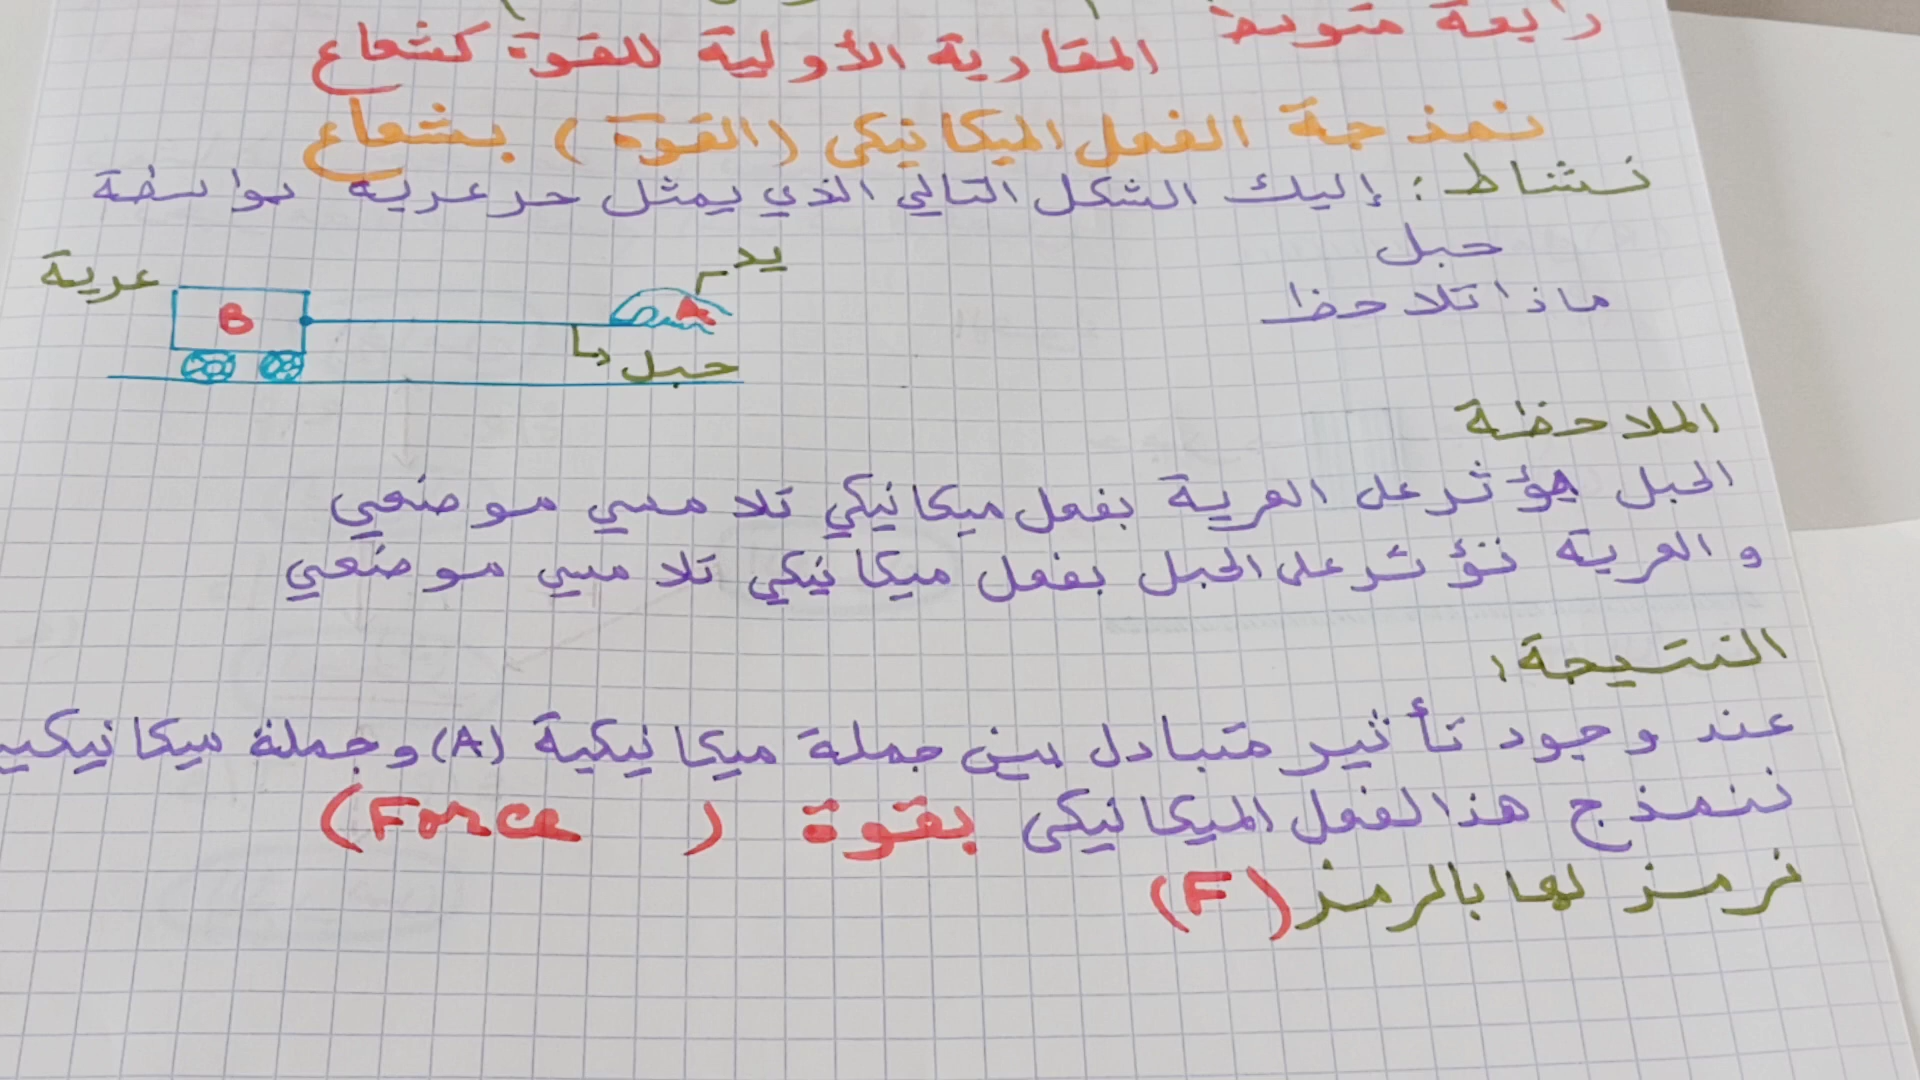 رابعة متوسط
المقاربة الأولية للقوة كشعاع
نمذجة الفعل الميكانيكي (القوة) بشعاع
نشاط: إليك الشكل التالي الذي يمثل جر عربة بواسطة
حبل
ماذا تلاحظ
عربة
B
يد
A
حبل
الملاحظة
الحبل يؤثر على العربة بفعل ميكانيكي تلامسي موضعي
و العربة تؤثر على الحبل بفعل ميكانيكي تلامسي موضعي
النتيجة:
عند وجود تأثير متبادل بين جملة ميكانيكية (A) وجملة
ننمذج هذا لفعل الميكانيكي بقوة (Force)
نرمز لها بالرمز (F)